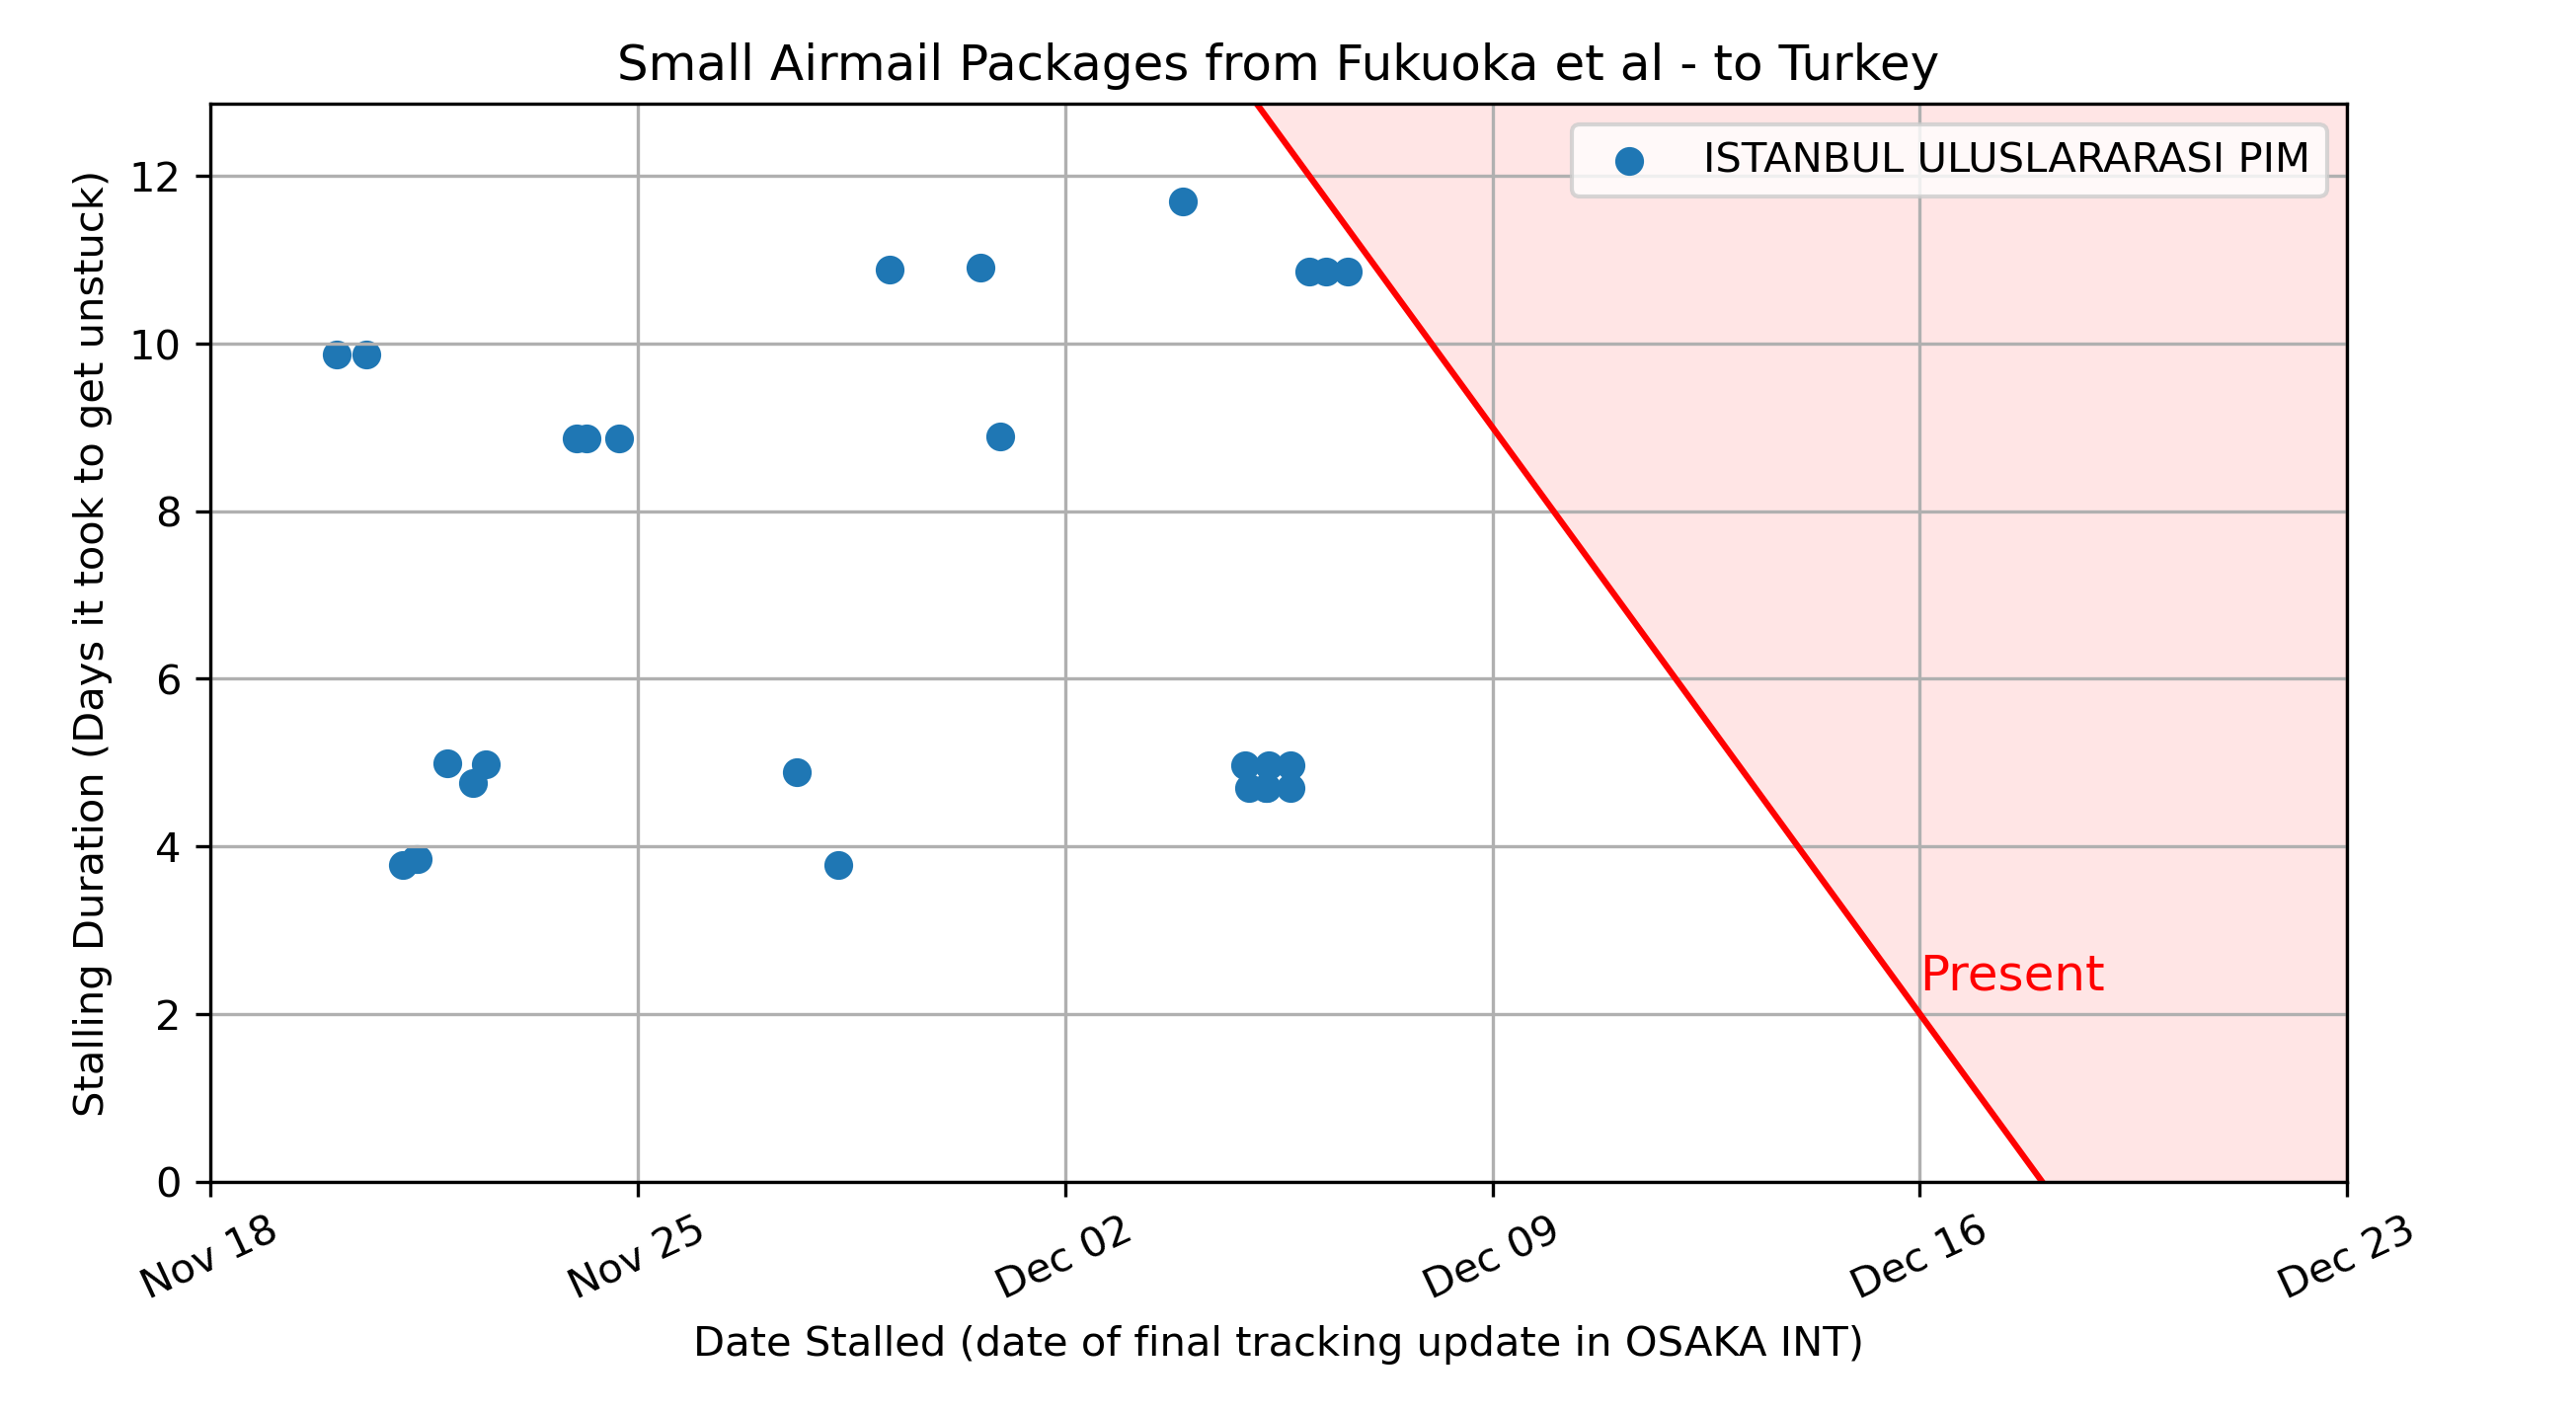 Small Airmail Packages from Fukuoka et al - to Turkey
ISTANBUL ULUSLARARASI PIM
Stalling Duration (Days it took to get unstuck)
12
10
8
6
4
2
0
Present
Nov 18
Nov 25
Dec 02
Dec 09
Dec 16
Dec 23
Date Stalled (date of final tracking update in OSAKA INT)